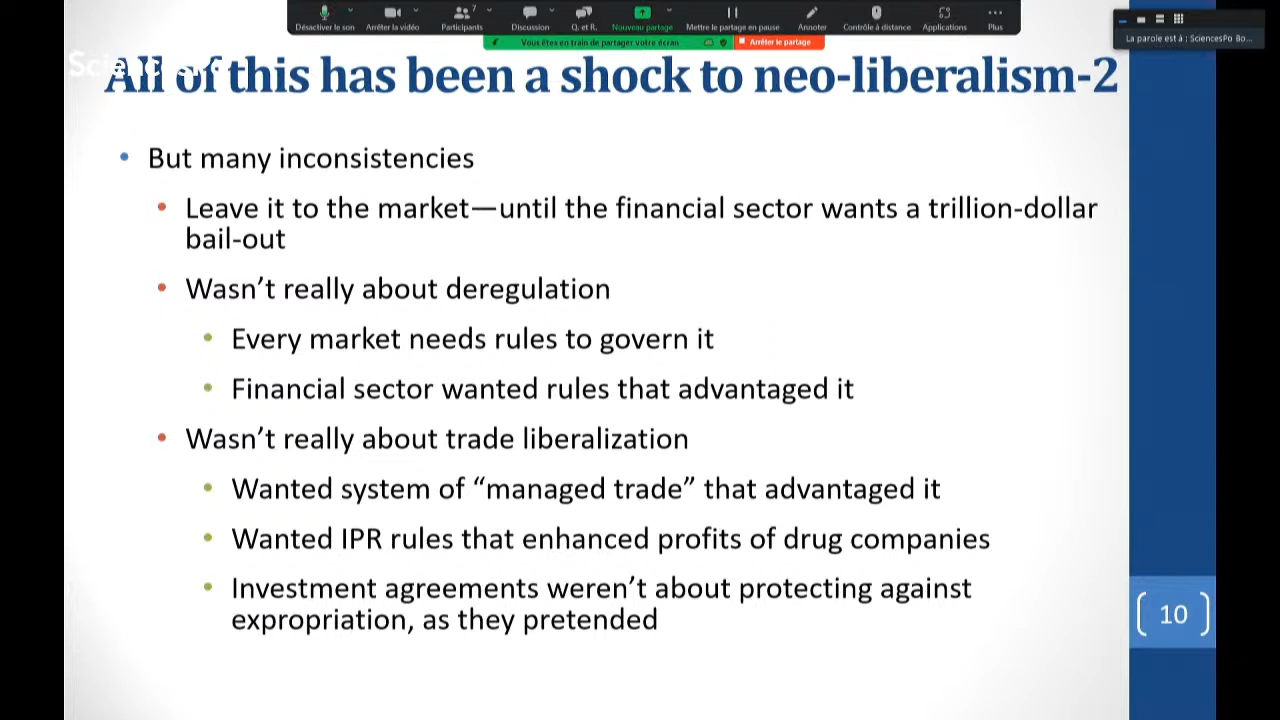 Désactiver le son
Arrêter la vidéo
Participants
7
Discussion
Q. et R.
Nouveau partage
Mettre le partage en pause
Annoter
Contrôle à distance
Applications
Plus
Vous êtes en train de partager votre écran
Arrêter le partage
La parole est à : SciencesPo Bo...
All of this has been a shock to neo-liberalism-2
• But many inconsistencies
• Leave it to the market—until the financial sector wants a trillion-dollar
bail-out
• Wasn’t really about deregulation
• Every market needs rules to govern it
• Financial sector wanted rules that advantaged it
• Wasn’t really about trade liberalization
• Wanted system of “managed trade” that advantaged it
• Wanted IPR rules that enhanced profits of drug companies
• Investment agreements weren’t about protecting against
expropriation, as they pretended
10